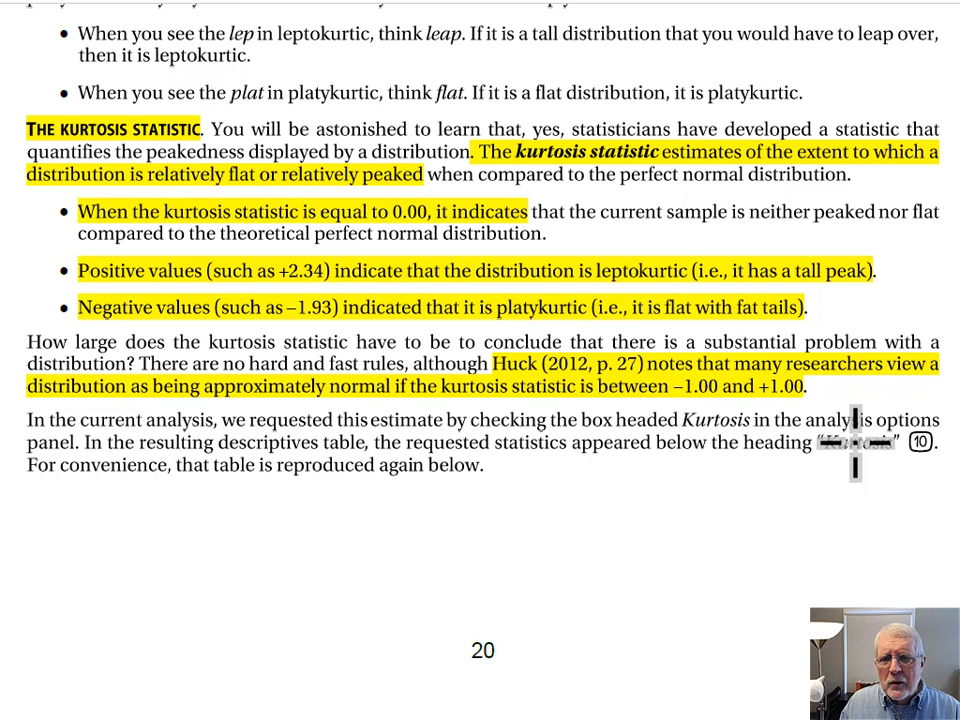 • When you see the lep in leptokurtic, think leap. If it is a tall distribution that you would have to leap over,
then it is leptokurtic.
• When you see the plat in platykurtic, think flat. If it is a flat distribution, it is platykurtic.
THE KURTOSIS STATISTIC. You will be astonished to learn that, yes, statisticians have developed a statistic that
quantifies the peakedness displayed by a distribution. The kurtosis statistic estimates of the extent to which a
distribution is relatively flat or relatively peaked when compared to the perfect normal distribution.
• When the kurtosis statistic is equal to 0.00, it indicates that the current sample is neither peaked nor flat
compared to the theoretical perfect normal distribution.
• Positive values (such as +2.34) indicate that the distribution is leptokurtic (i.e., it has a tall peak).
• Negative values (such as –1.93) indicated that it is platykurtic (i.e., it is flat with fat tails).
How large does the kurtosis statistic have to be to conclude that there is a substantial problem with a
distribution? There are no hard and fast rules, although Huck (2012, p. 27) notes that many researchers view a
distribution as being approximately normal if the kurtosis statistic is between –1.00 and +1.00.
In the current analysis, we requested this estimate by checking the box headed Kurtosis in the analysis options
panel. In the resulting descriptives table, the requested statistics appeared below the heading “Kurtosis” ⑩.
For convenience, that table is reproduced again below.
20